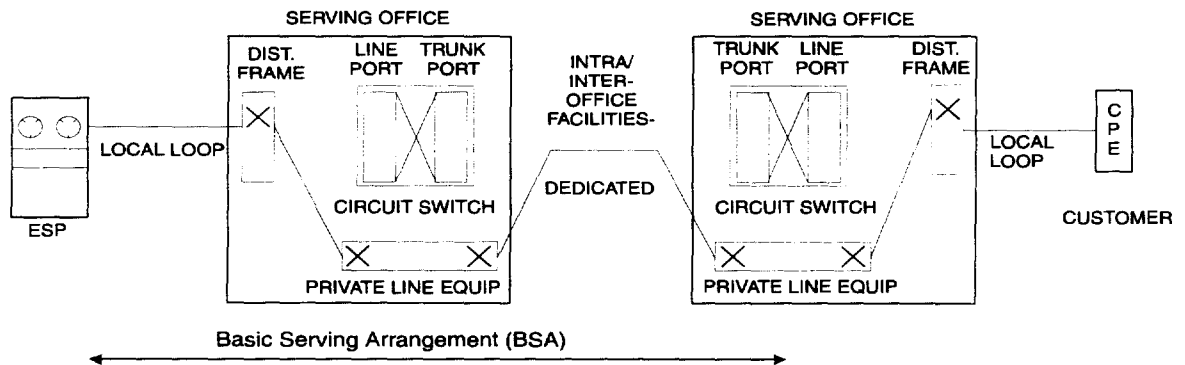 SERVING OFFICE
DIST.
FRAME
LINE
PORT
TRUNK
PORT
LOCAL LOOP
ESP
CIRCUIT SWITCH
PRIVATE LINE EQUIP
INTRA/
INTER-
OFFICE
FACILITIES-
DEDICATED
SERVING OFFICE
TRUNK
PORT
LINE
PORT
DIST.
FRAME
CIRCUIT SWITCH
PRIVATE LINE EQUIP
LOCAL
LOOP
C
P
E
CUSTOMER
Basic Serving Arrangement (BSA)